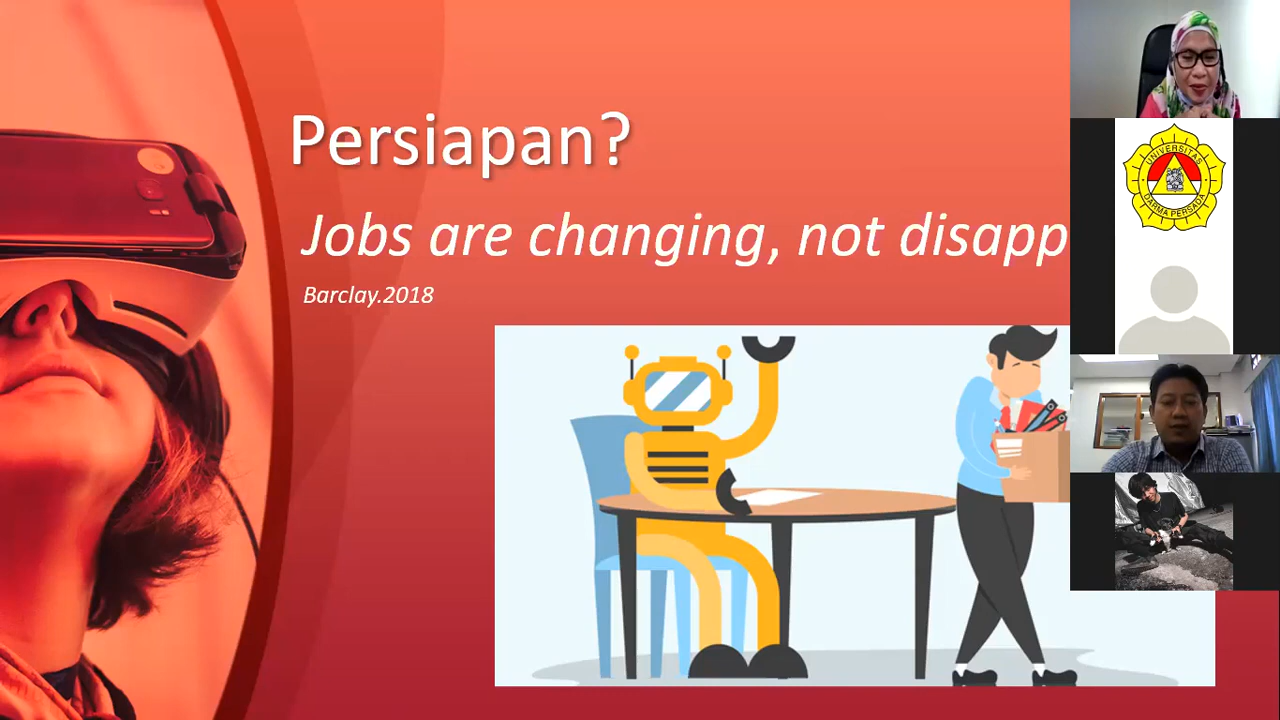 Persiapan?
Jobs are changing, not disapp
Barclay.2018
UNIVERSITAS
DARMA PERSADA